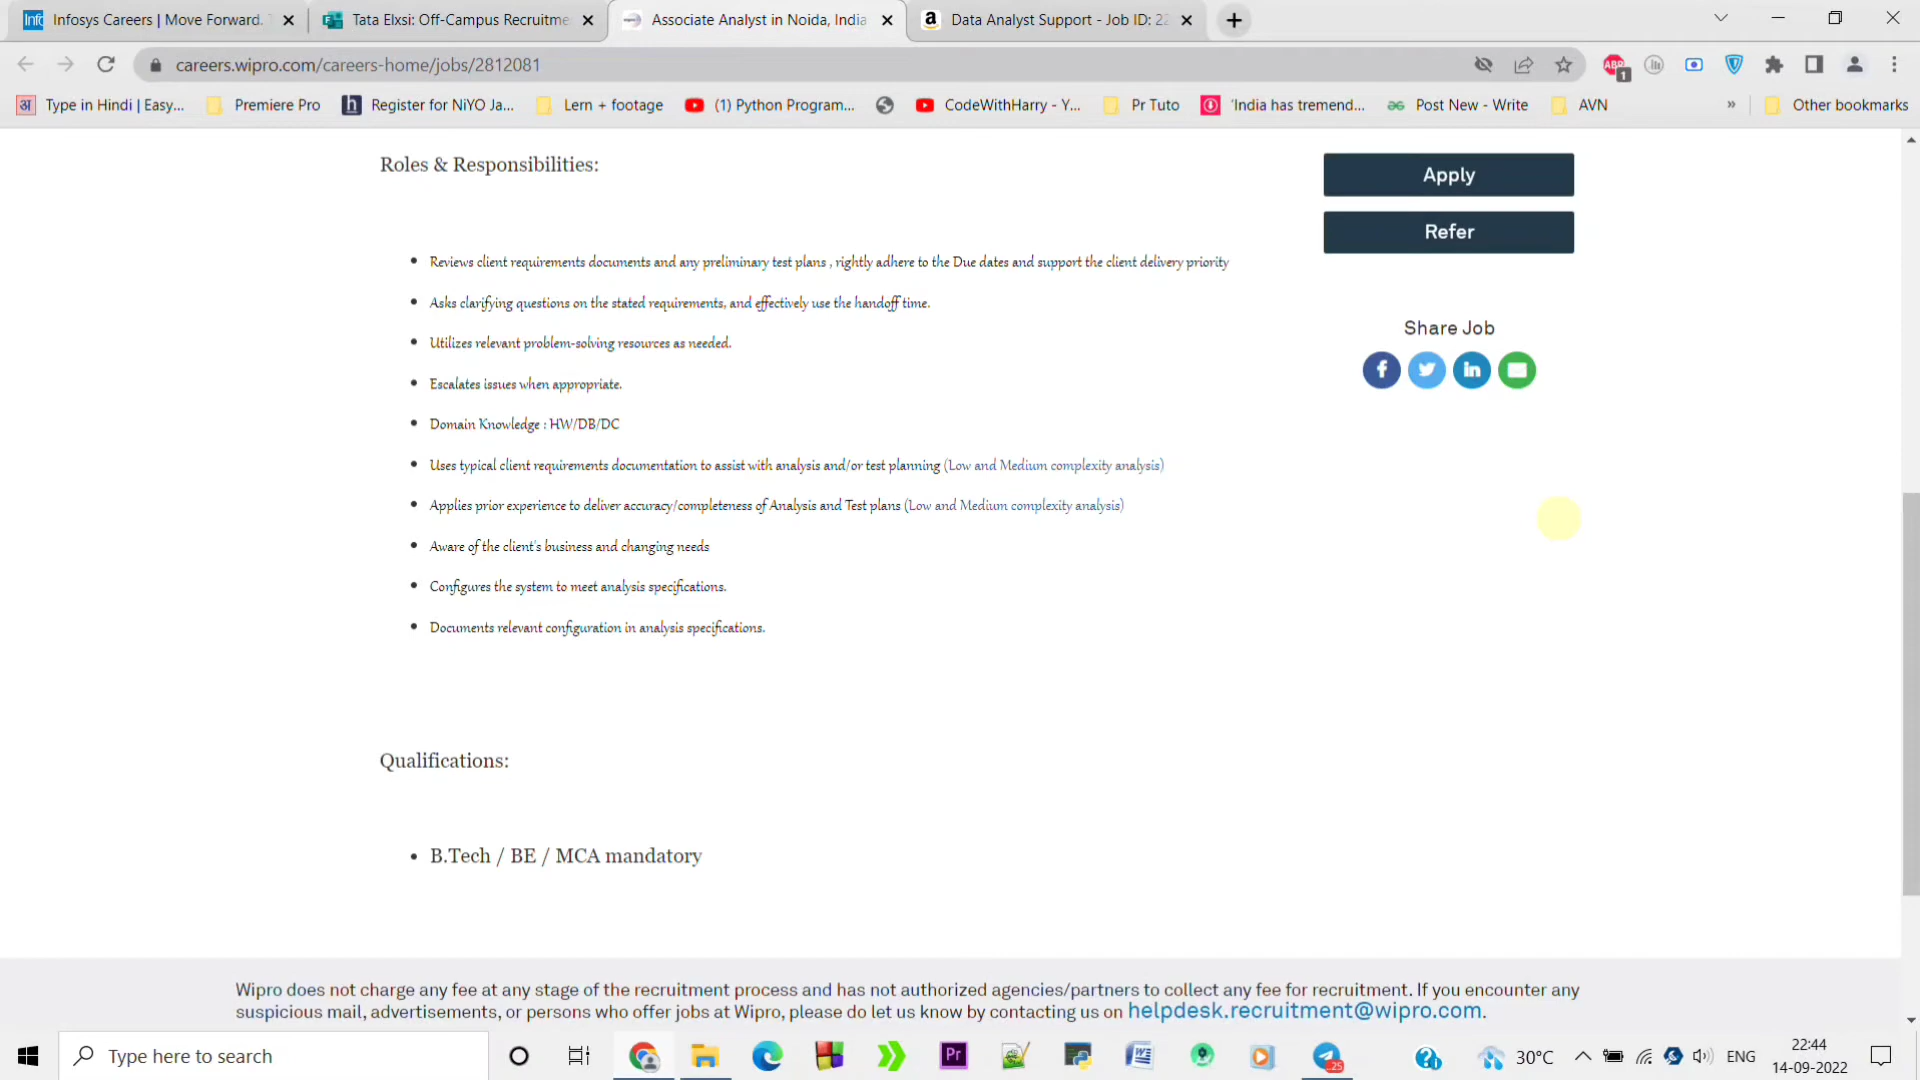 Infosys Careers | Move Forward. T
Tata Elxsi: Off-Campus Recruitme
Associate Analyst in Noida, India
Data Analyst Support - Job ID: 22
careers.wipro.com/careers-home/jobs/2812081
Type in Hindi | Easy...
Premiere Pro
Register for NiYO Ja...
Lern + footage
(1) Python Program...
CodeWithHarry - Y...
Pr Tuto
'India has tremend...
Post New - Write
AVN
»
Other bookmarks
Roles & Responsibilities:
Apply
Refer
Reviews client requirements documents and any preliminary test plans , rightly adhere to the Due dates and support the client delivery priority
Asks clarifying questions on the stated requirements, and effectively use the handoff time.
Share Job
Utilizes relevant problem-solving resources as needed.
Escalates issues when appropriate.
Domain Knowledge : HW/DB/DC
Uses typical client requirements documentation to assist with analysis and/or test planning (Low and Medium complexity analysis)
Applies prior experience to deliver accuracy/completeness of Analysis and Test plans (Low and Medium complexity analysis)
Aware of the client's business and changing needs
Configures the system to meet analysis specifications.
Documents relevant configuration in analysis specifications.
Qualifications:
B.Tech / BE / MCA mandatory
Wipro does not charge any fee at any stage of the recruitment process and has not authorized agencies/partners to collect any fee for recruitment. If you encounter any
suspicious mail, advertisements, or persons who offer jobs at Wipro, please do let us know by contacting us on helpdesk.recruitment@wipro.com.
Type here to search
Pr
25
30°C
ENG
22:44
14-09-2022